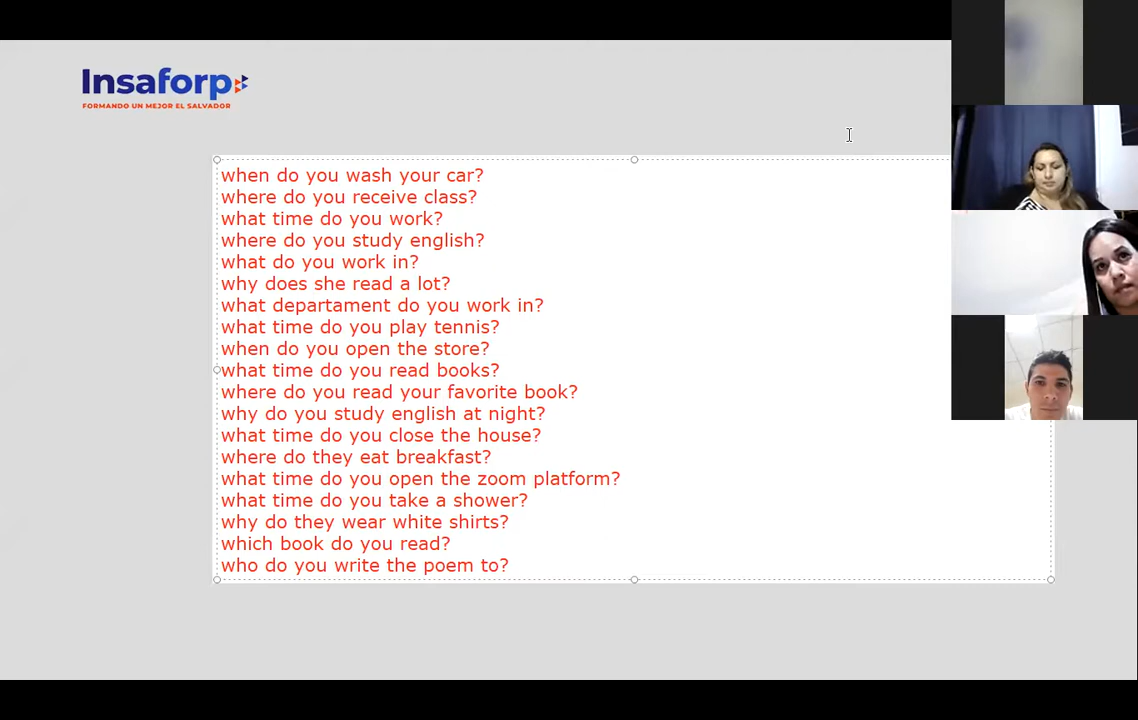 Insaforp
FORMANDO UN MEJOR EL SALVADOR
when do you wash your car?
where do you receive class?
what time do you work?
where do you study english?
what do you work in?
why does she read a lot?
what departament do you work in?
what time do you play tennis?
when do you open the store?
what time do you read books?
where do you read your favorite book?
why do you study english at night?
what time do you close the house?
where do they eat breakfast?
what time do you open the zoom platform?
what time do you take a shower?
why do they wear white shirts?
which book do you read?
who do you write the poem to?